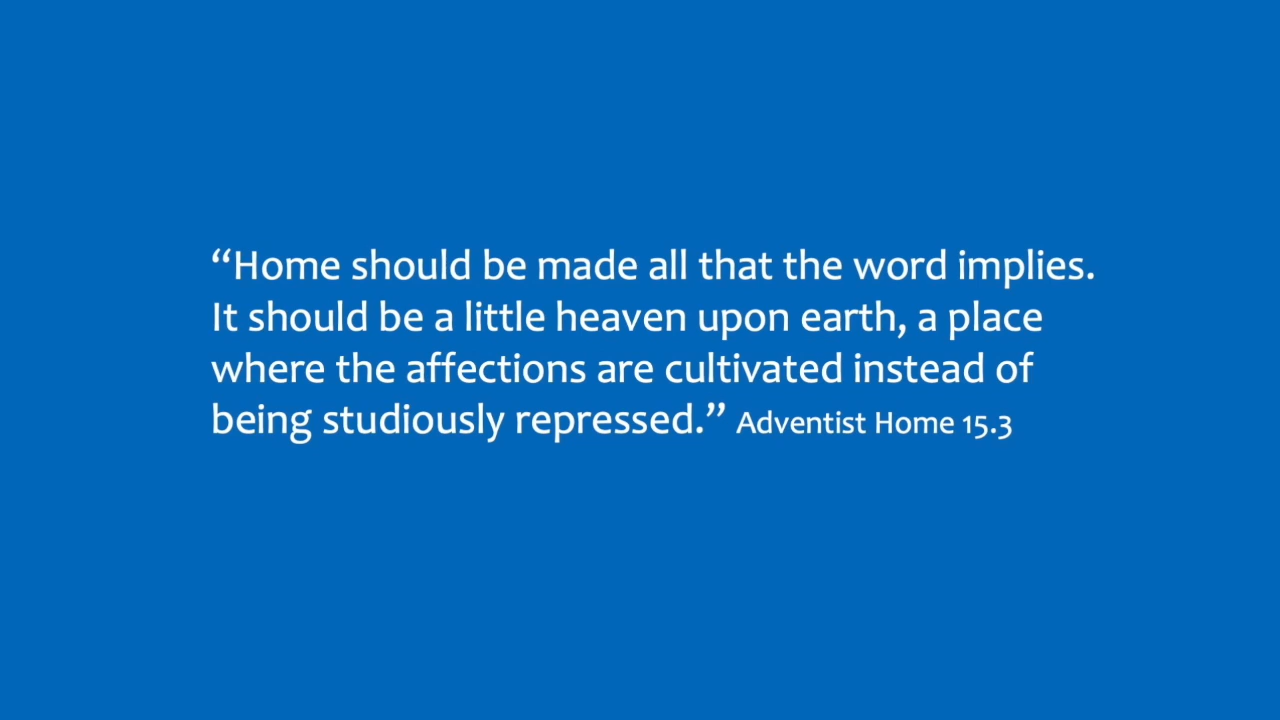 “Home should be made all that the word implies.
It should be a little heaven upon earth, a place
where the affections are cultivated instead of
being studiously repressed.” Adventist Home 15.3